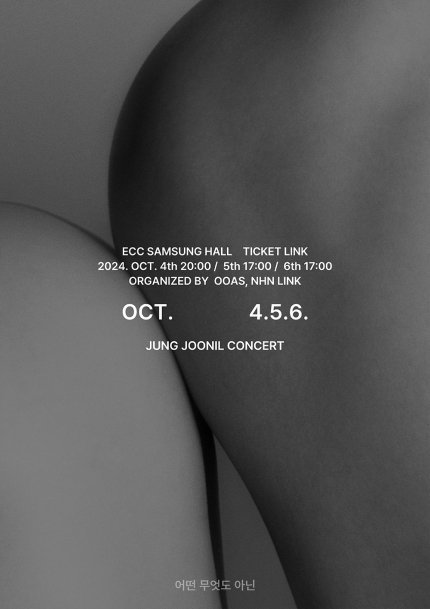 ECC SAMSUNG HALL TICKET LINK
2024. OCT. 4th 20:00 / 5th 17:00 / 6th 17:00
ORGANIZED BY OOAS, NHN LINK
OCT. 4.5.6.
JUNG JOONIL CONCERT
어떤 무엇도 아닌